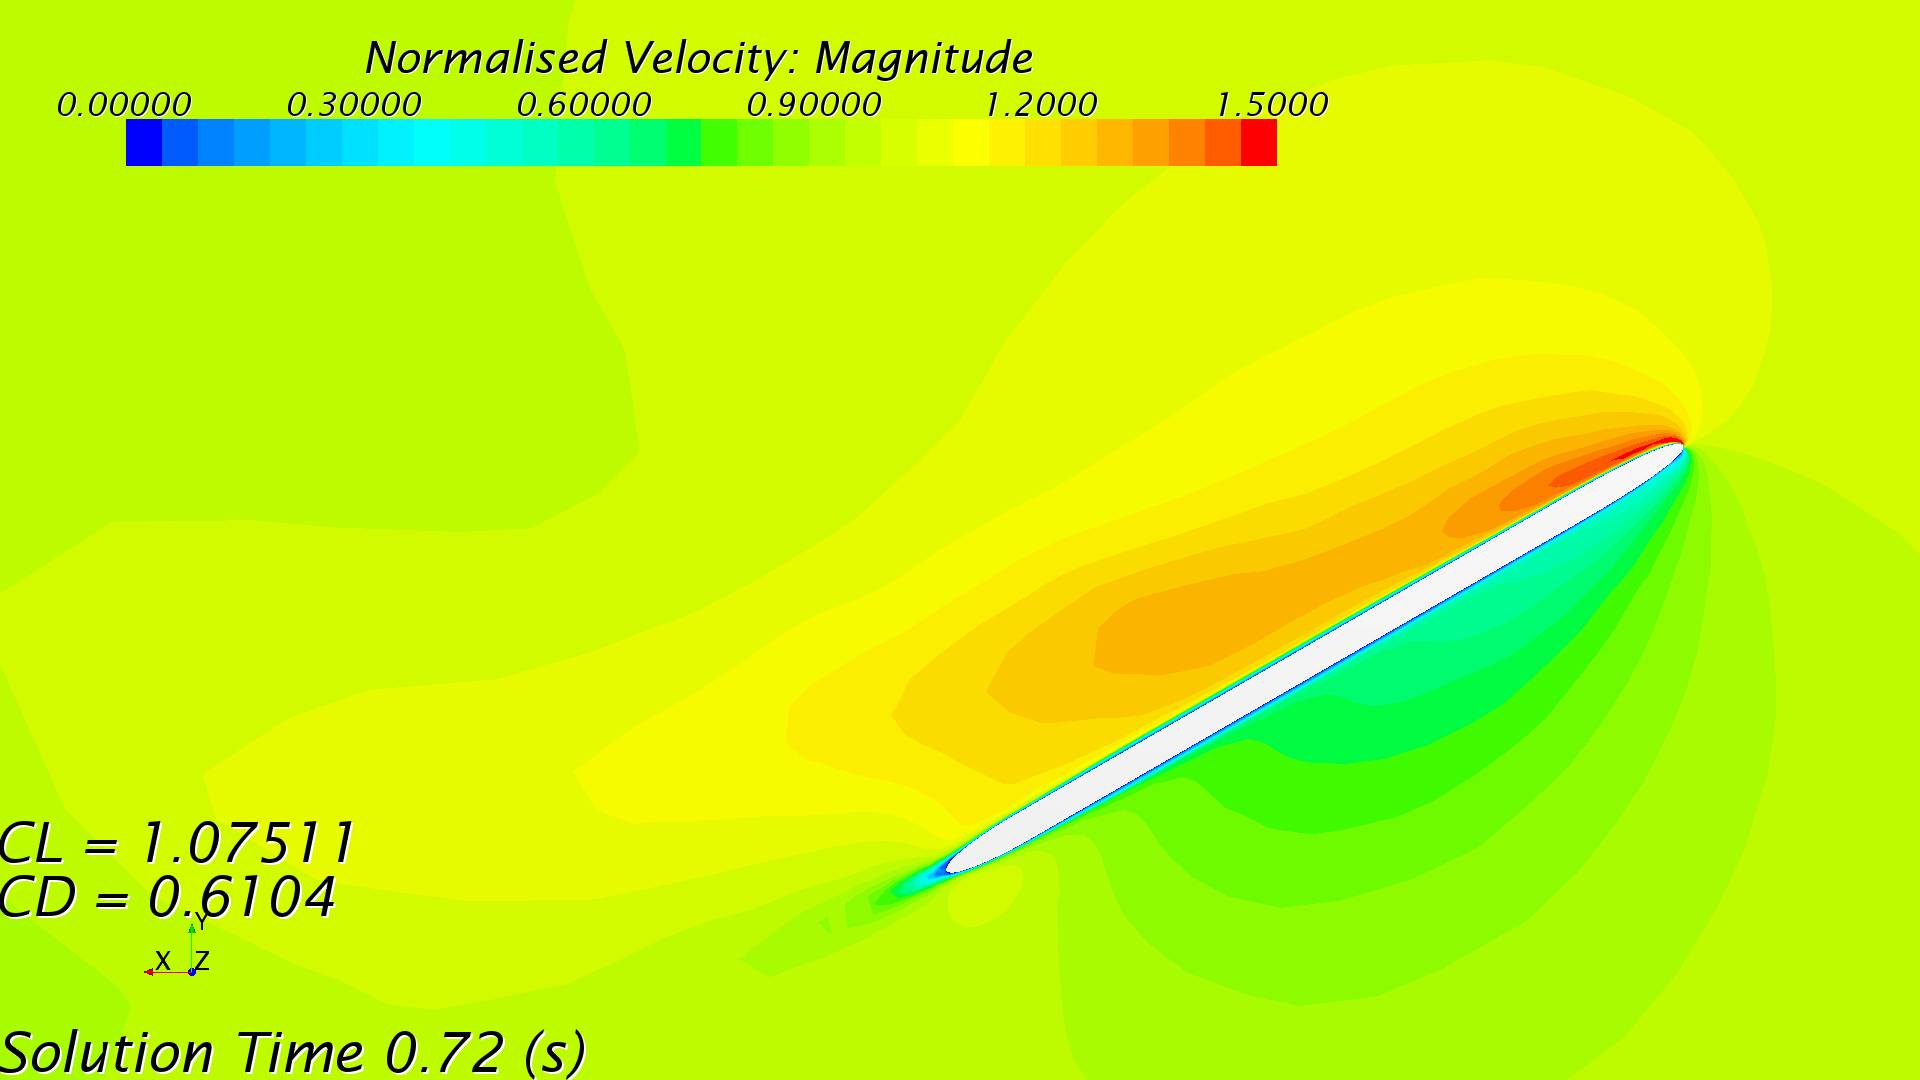 Normalised Velocity: Magnitude
0.00000 0.30000 0.60000 0.90000 1.2000 1.5000
CL = 1.07511
CD = 0.6104
Y
X Z
Solution Time 0.72 (s)